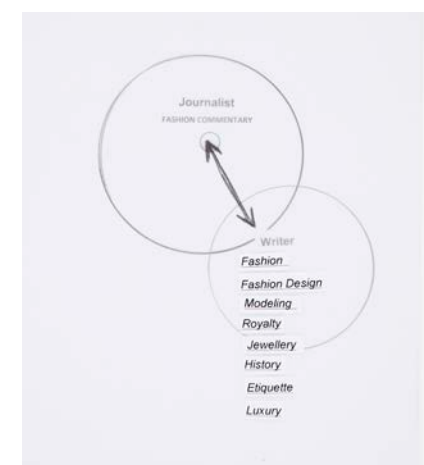 Journalist
FASHION COMMENTARY
Writer
Fashion
Fashion Design
Modeling
Royalty
Jewellery
History
Etiquette
Luxury